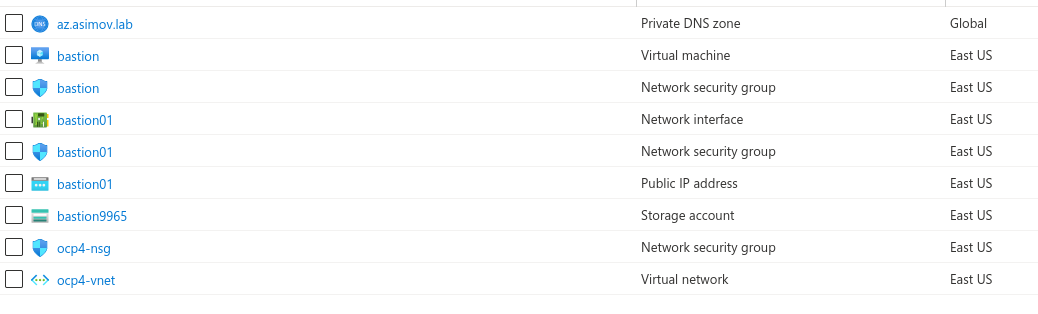 az.asimov.lab Private DNS zone Global
bastion Virtual machine East US
bastion Network security group East US
bastion01 Network interface East US
bastion01 Network security group East US
bastion01 Public IP address East US
bastion9965 Storage account East US
ocp4-nsg Network security group East US
ocp4-vnet Virtual network East US